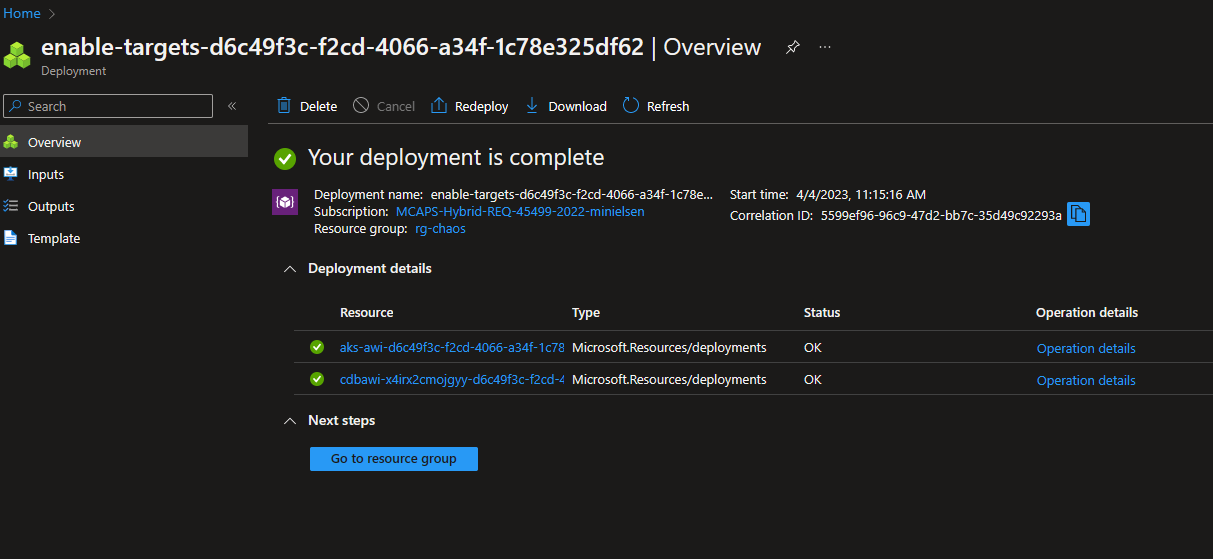 Home
enable-targets-d6c49f3c-f2cd-4066-a34f-1c78e325df62 | Overview
Deployment
Search
Overview
Inputs
Outputs
Template
Delete Cancel Redeploy Download Refresh
Your deployment is complete
Deployment name: enable-targets-d6c49f3c-f2cd-4066-a34f-1c78e... Start time: 4/4/2023, 11:15:16 AM
Subscription: MCAPS-Hybrid-REQ-45499-2022-minielsen Correlation ID: 5599ef96-96c9-47d2-bb7c-35d49c92293a
Resource group: rg-chaos
Deployment details
Resource Type Status Operation details
aks-awi-d6c49f3c-f2cd-4066-a34f-1c78 Microsoft.Resources/deployments OK Operation details
cdbawi-x4irx2cmojgyy-d6c49f3c-f2cd-4 Microsoft.Resources/deployments OK Operation details
Next steps
Go to resource group